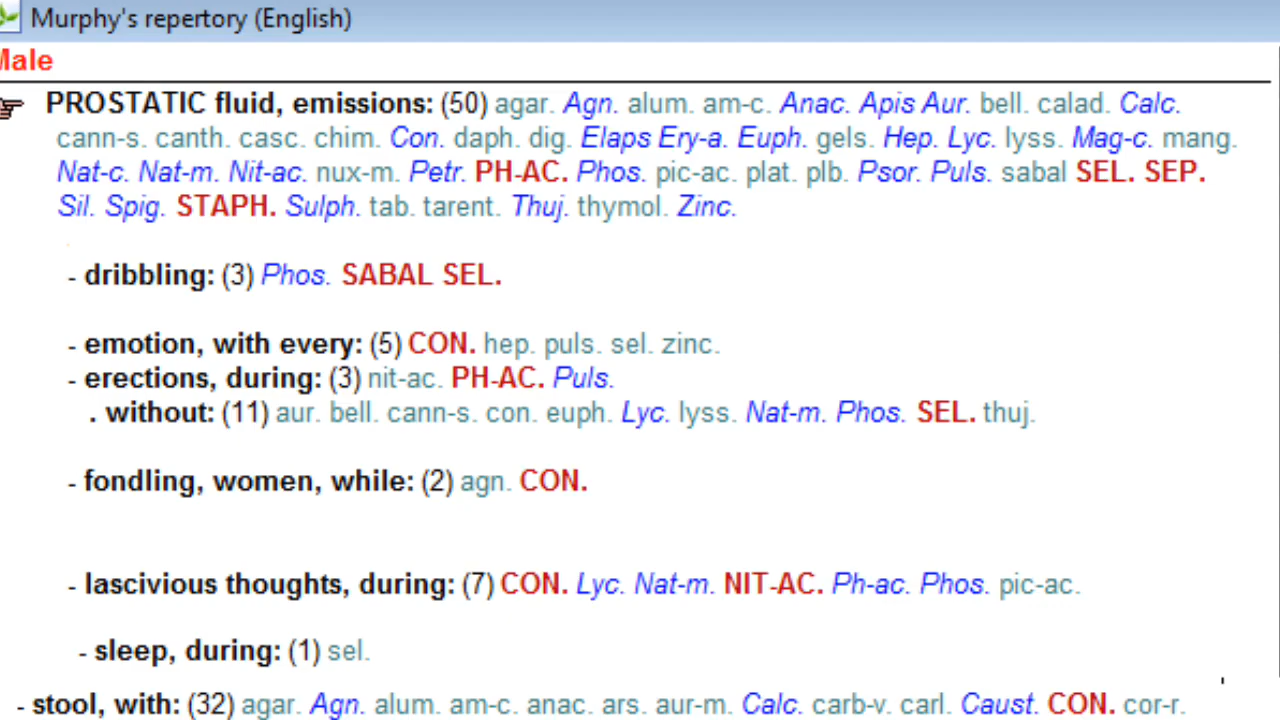 Murphy's repertory (English)
Male
PROSTATIC fluid, emissions: (50) agar. Agn. alum. am-c. Anac. Apis Aur. bell. calad. Calc.
cann-s. canth. casc. chim. Con. daph. dig. Elaps Ery-a. Euph. gels. Hep. Lyc. lyss. Mag-c. mang.
Nat-c. Nat-m. Nit-ac. nux-m. Petr. PH-AC. Phos. pic-ac. plat. plb. Psor. Puls. sabal SEL. SEP.
Sil. Spig. STAPH. Sulph. tab. tarent. Thuj. thymol. Zinc.
- dribbling: (3) Phos. SABAL SEL.
- emotion, with every: (5) CON. hep. puls. sel. zinc.
- erections, during: (3) nit-ac. PH-AC. Puls.
. without: (11) aur. bell. cann-s. con. euph. Lyc. lyss. Nat-m. Phos. SEL. thuj.
- fondling, women, while: (2) agn. CON.
- lascivious thoughts, during: (7) CON. Lyc. Nat-m. NIT-AC. Ph-ac. Phos. pic-ac.
- sleep, during: (1) sel.
- stool, with: (32) agar. Agn. alum. am-c. anac. ars. aur-m. Calc. carb-v. carl. Caust. CON. cor-r.